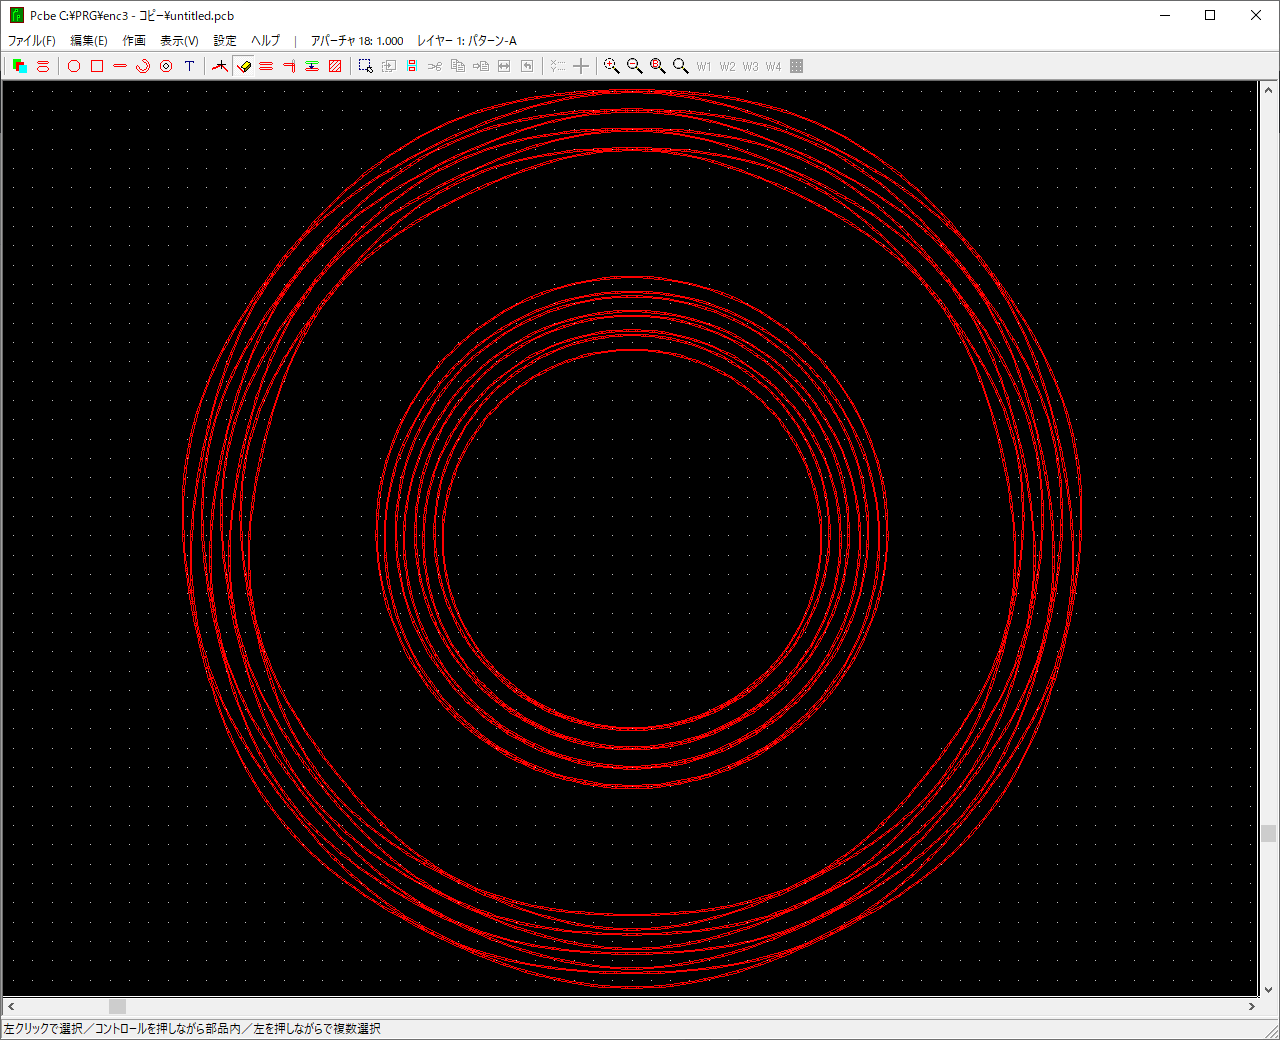 Pcbe C:¥PRG¥enc3 - コピー¥untitled.pcb
ファイル(F) 編集(E) 作画 表示(V) 設定 ヘルプ | アパーチャ 18: 1.000 レイヤー 1: パターン-A
T W1 W2 W3 W4
左クリックで選択／コントロールを押しながら部品内／左を押しながらで複数選択